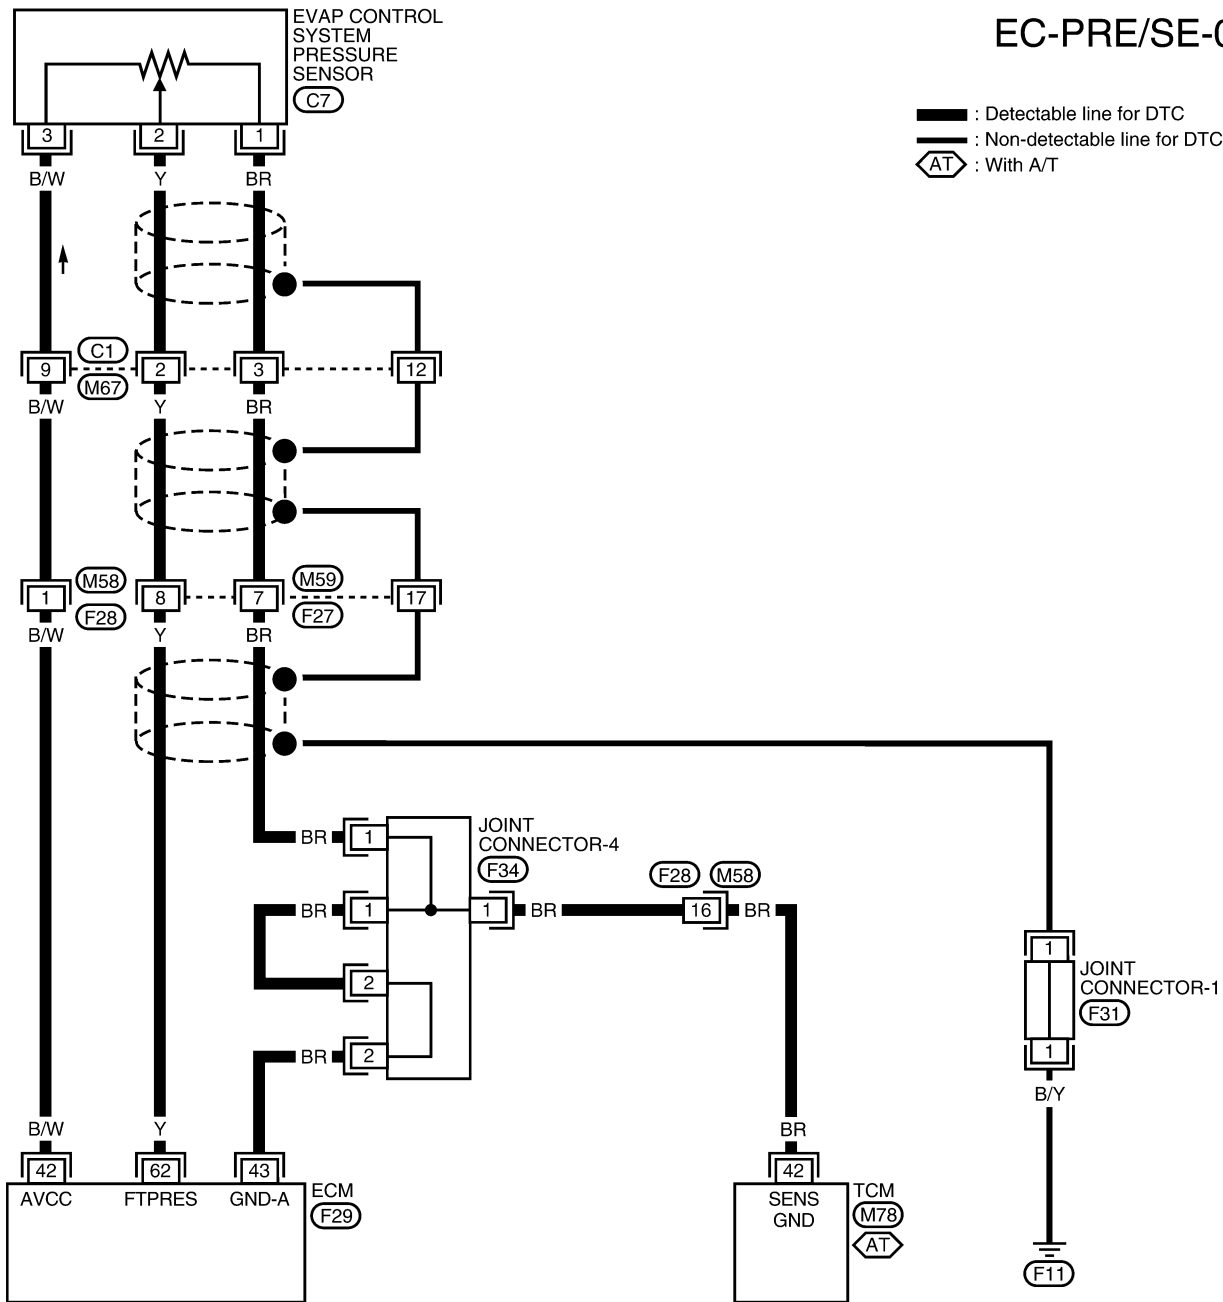 EVAP CONTROL
SYSTEM
PRESSURE
SENSOR
C7
EC-PRE/SE-0
: Detectable line for DTC
: Non-detectable line for DTC
AT : With A/T
3 2 1
B/W Y BR
C1
9 2 3 12
M67
B/W Y BR
M58 M59
1 8 7 17
F28 F27
B/W Y BR
JOINT
CONNECTOR-4
F34
BR 1
F28 M58
BR 1 1 BR 16 BR
2
BR 2
1
JOINT
CONNECTOR-1
F31
1
B/Y
B/W Y BR
42 62 43 42
AVCC FTPRES GND-A
ECM
F29
SENS
GND
TCM
M78
AT
F11